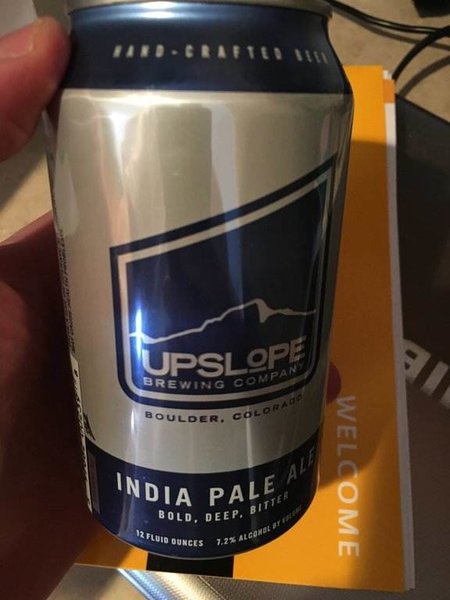 HAND-CRAFTED BEER
UPSLOPE
BREWING COMPANY
BOULDER, COLORADO
INDIA PALE ALE
BOLD, DEEP, BITTER
12 FLUID OUNCES 7.2% ALCOHOL BY VOLUME
WELCOME